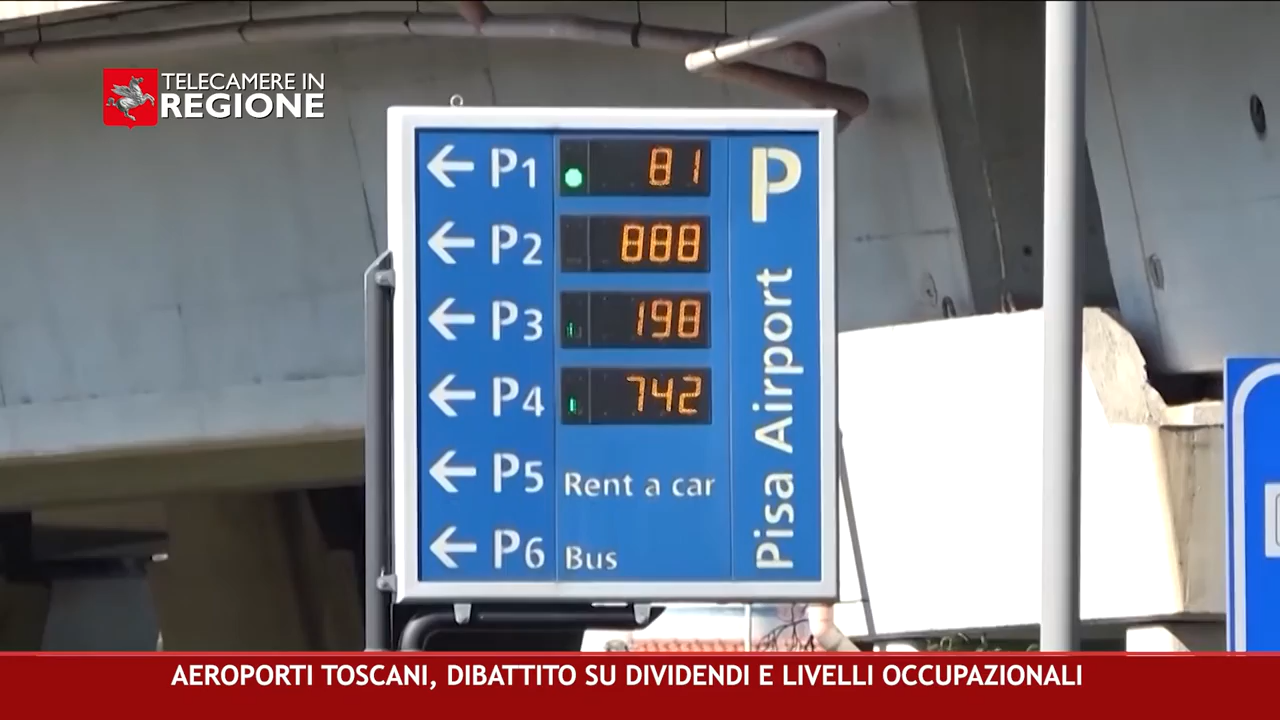 TELECAMERE IN
REGIONE
← P1 81
← P2 888
← P3 198
← P4 742
← P5 Rent a car
← P6 Bus
P
Pisa Airport
AEROPORTI TOSCANI, DIBATTITO SU DIVIDENDI E LIVELLI OCCUPAZIONALI